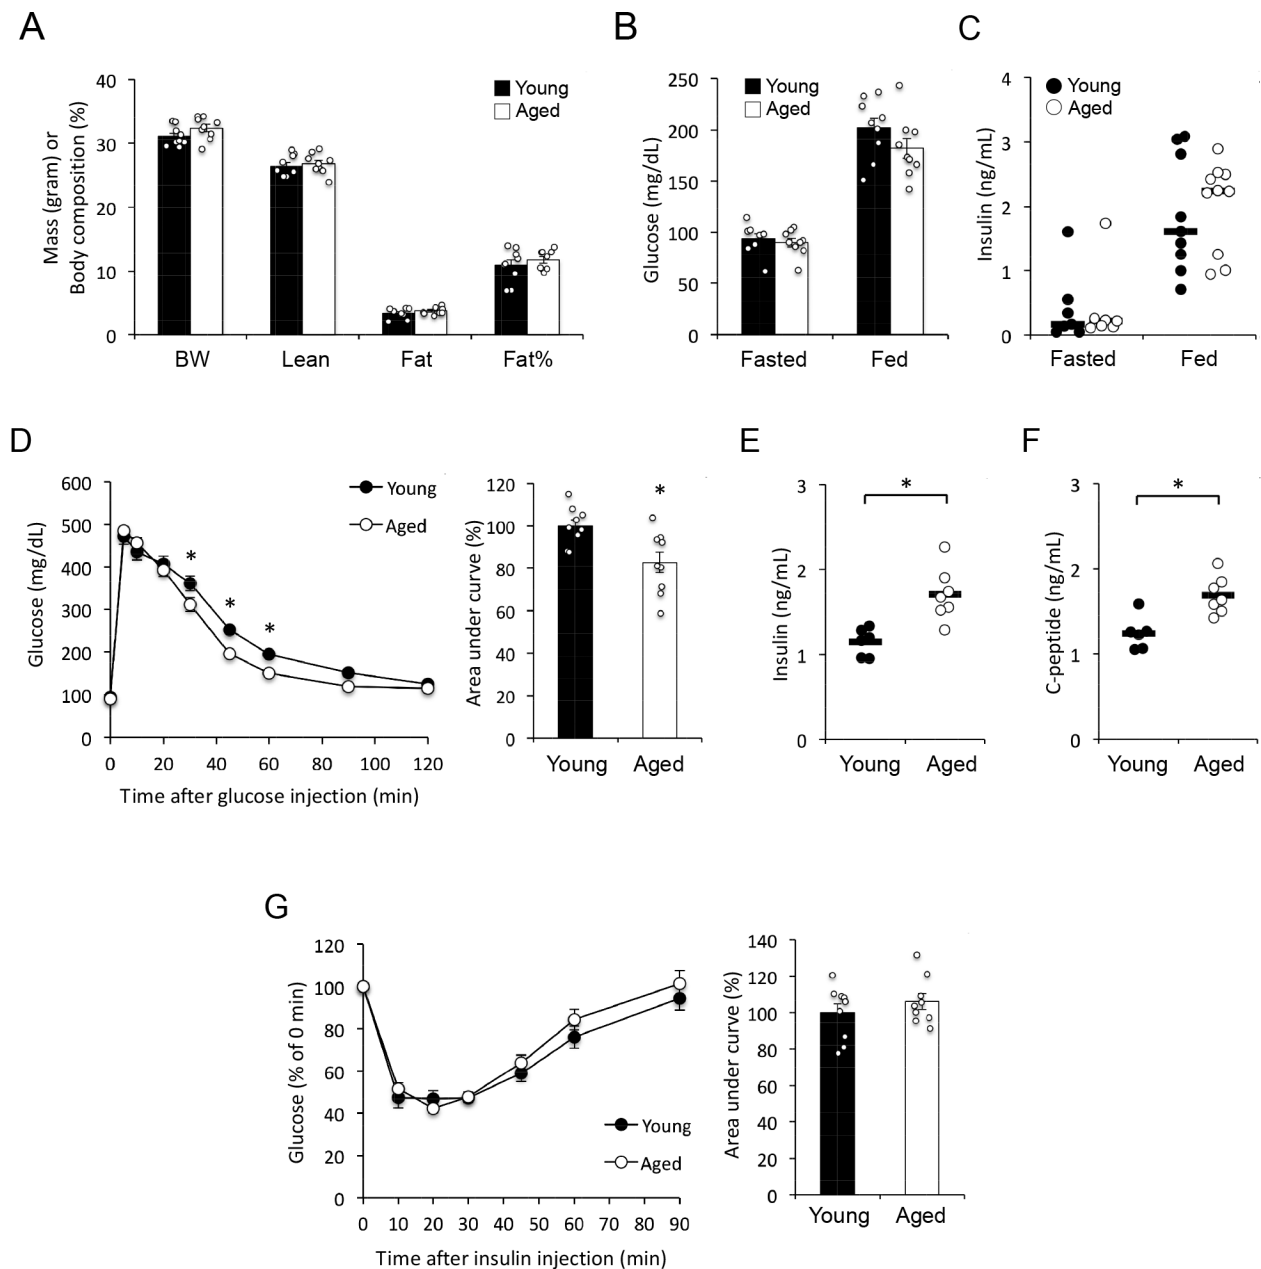 A
Mass (gram) or
Body composition (%)
40
30
20
10
0
Young
Aged
BW Lean Fat Fat%
B
Glucose (mg/dL)
250
200
150
100
50
0
Young
Aged
Fasted Fed
C
Insulin (ng/mL)
4
3
2
1
0
Young
Aged
Fasted Fed
D
Glucose (mg/dL)
600
500
400
300
200
100
0
Young
Aged
*
*
*
0 20 40 60 80 100 120
Time after glucose injection (min)
Area under curve (%)
120
100
80
60
40
20
0
*
Young Aged
E
Insulin (ng/mL)
3
2
1
0
*
Young Aged
F
C-peptide (ng/mL)
3
2
1
0
*
Young Aged
G
Glucose (% of 0 min)
120
100
80
60
40
20
0
Young
Aged
0 10 20 30 40 50 60 70 80 90
Time after insulin injection (min)
Area under curve (%)
140
120
100
80
60
40
20
0
Young Aged